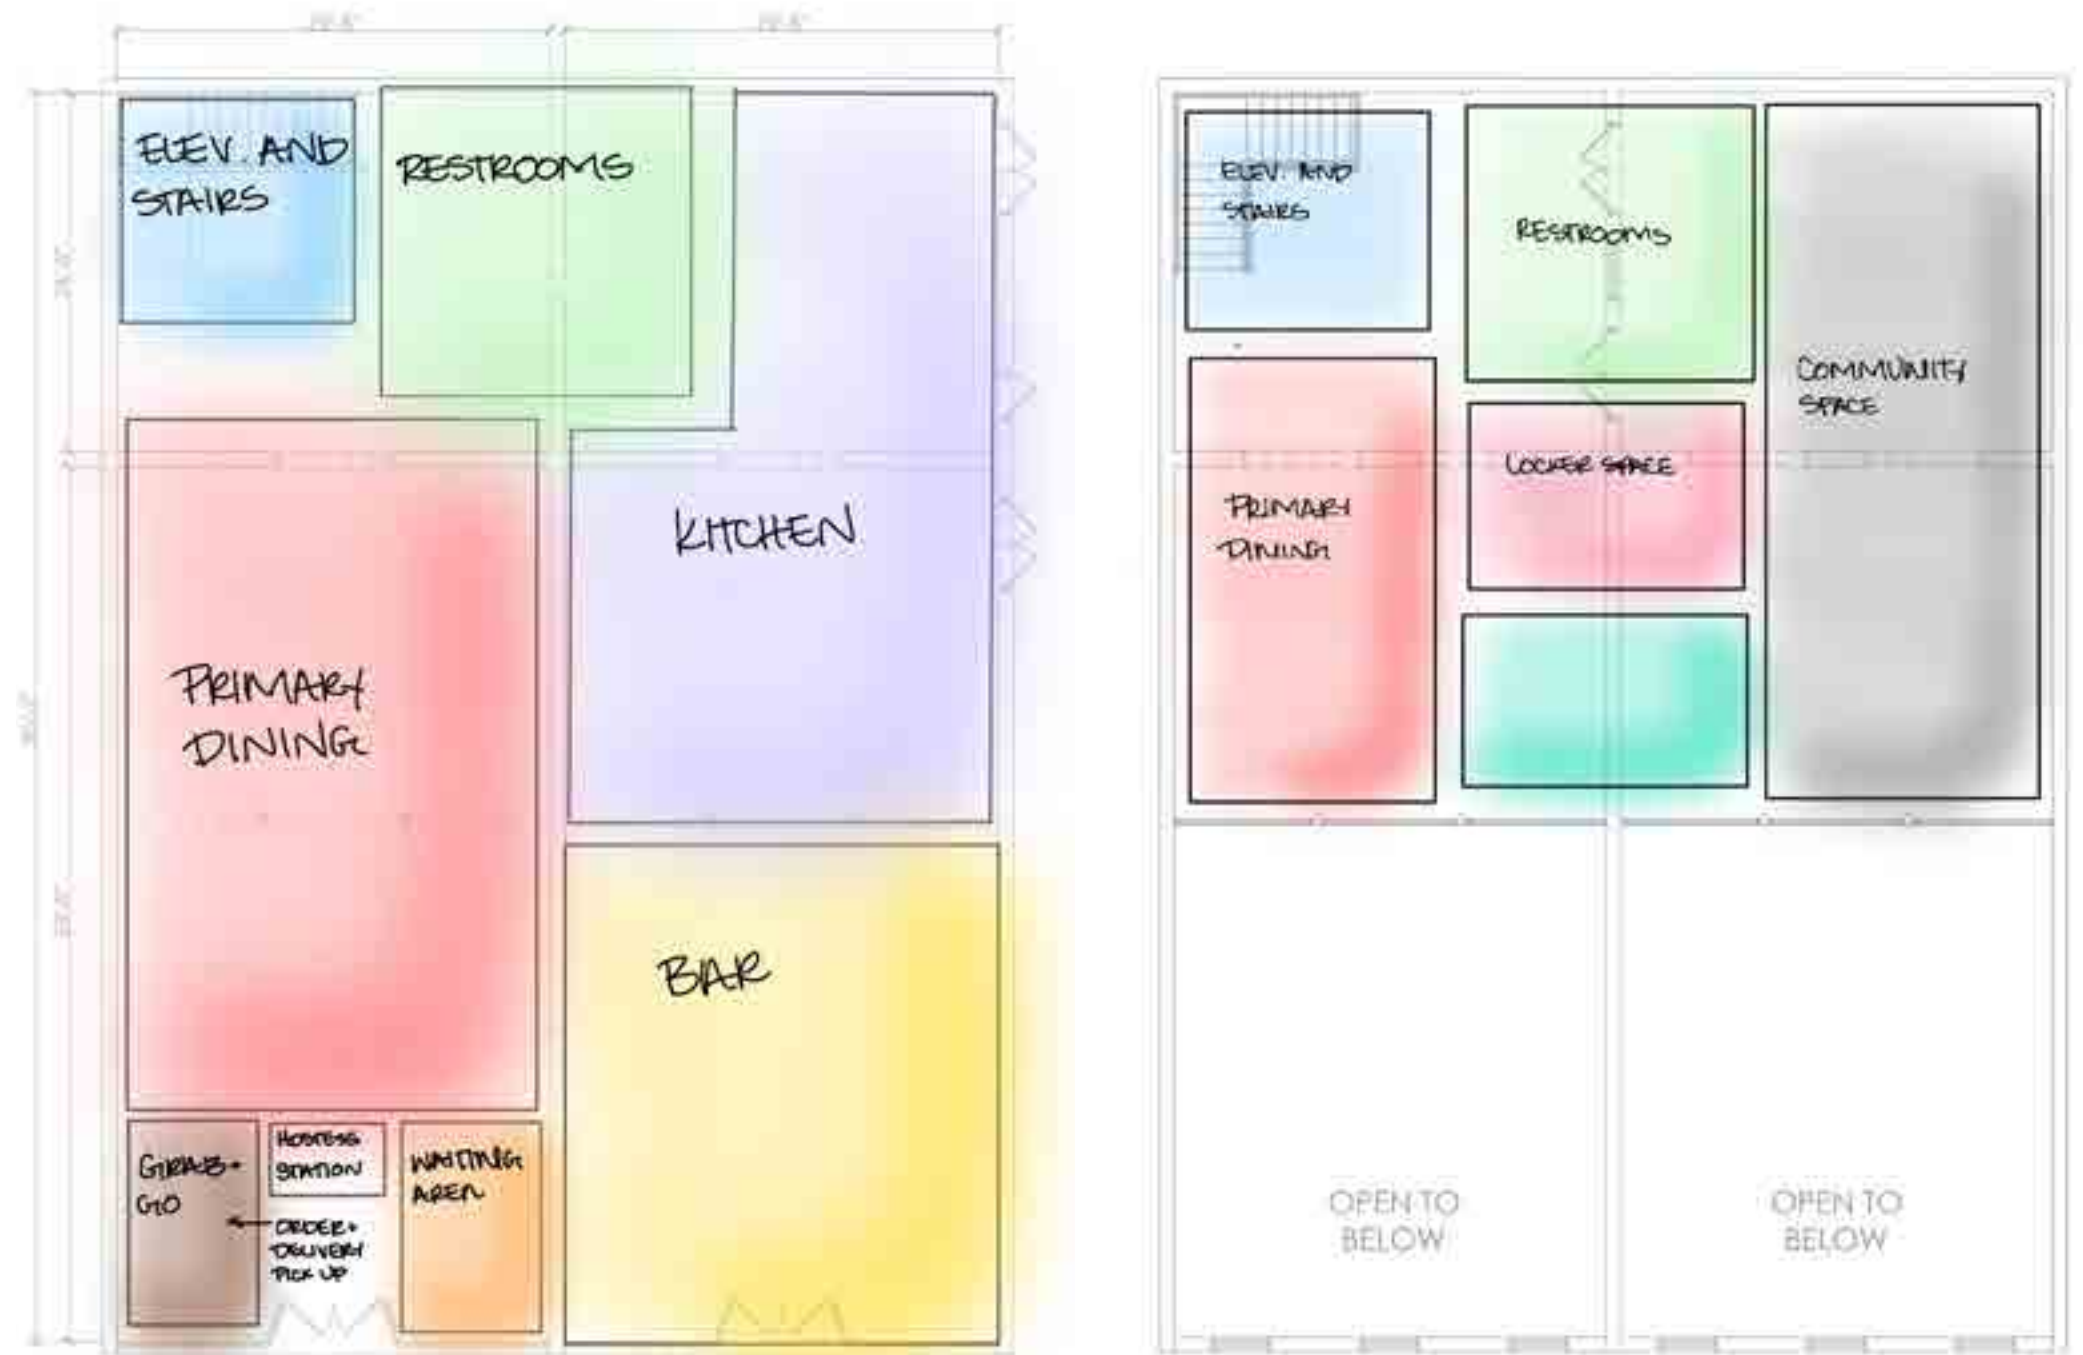 ELEV. AND
STAIRS
RESTROOMS
KITCHEN
PRIMARY
DINING
BAR
GRAB +
GO
HOSTESS
STATION
ORDER +
DELIVERY
PICK UP
WAITING
AREA
ELEV. AND
STAIRS
RESTROOMS
COMMUNITY
SPACE
LOCKER SPACE
PRIMARY
DINING
OPEN TO
BELOW
OPEN TO
BELOW